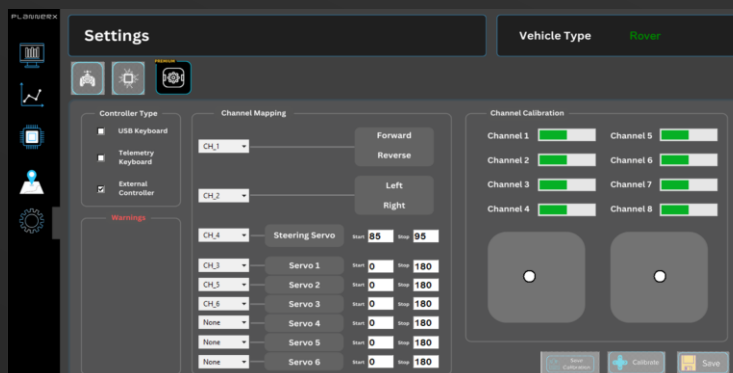 PLANNERX
Settings
Vehicle Type Rover
PREMIUM
Controller Type
USB Keyboard
Telemetry
Keyboard
External
Controller
Warnings
Channel Mapping
CH_1
Forward
Reverse
CH_2
Left
Right
CH_4 Steering Servo Start 85 Stop 95
CH_3 Servo 1 Start 0 Stop 180
CH_5 Servo 2 Start 0 Stop 180
CH_6 Servo 3 Start 0 Stop 180
None Servo 4 Start 0 Stop 180
None Servo 5 Start 0 Stop 180
None Servo 6 Start 0 Stop 180
Channel Calibration
Channel 1 Channel 5
Channel 2 Channel 6
Channel 3 Channel 7
Channel 4 Channel 8
Save
Calibration
Calibrate
Save